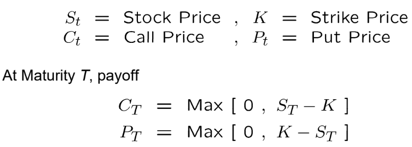 S_t = Stock Price , K = Strike Price
C_t = Call Price , P_t = Put Price
At Maturity T, payoff
C_T = Max [ 0 , S_T − K ]
P_T = Max [ 0 , K − S_T ]